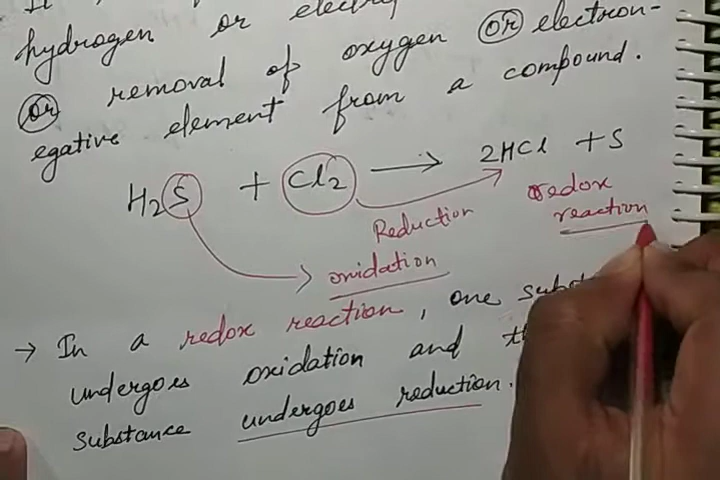 hydrogen or
(or) removal of oxygen (or) electron-
egative element from a compound.
H2S + Cl2 → 2HCl + S
Reduction redox reaction
oxidation
→ In a redox reaction, one
undergoes oxidation and
substance undergoes reduction.